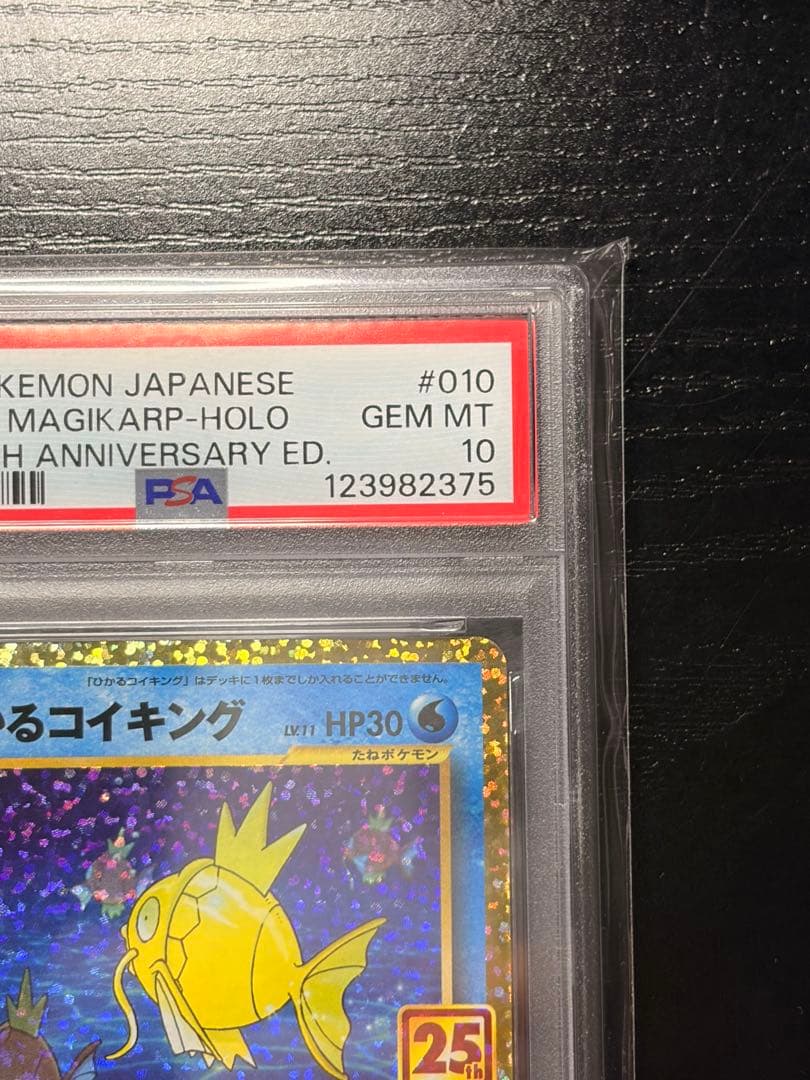 KEMON JAPANESE #010
MAGIKARP-HOLO GEM MT
H ANNIVERSARY ED. 10
PSA 123982375
「ひかるコイキング」はデッキに1枚までしか入れることができません。
かるコイキング LV.11 HP30
たねポケモン
25th